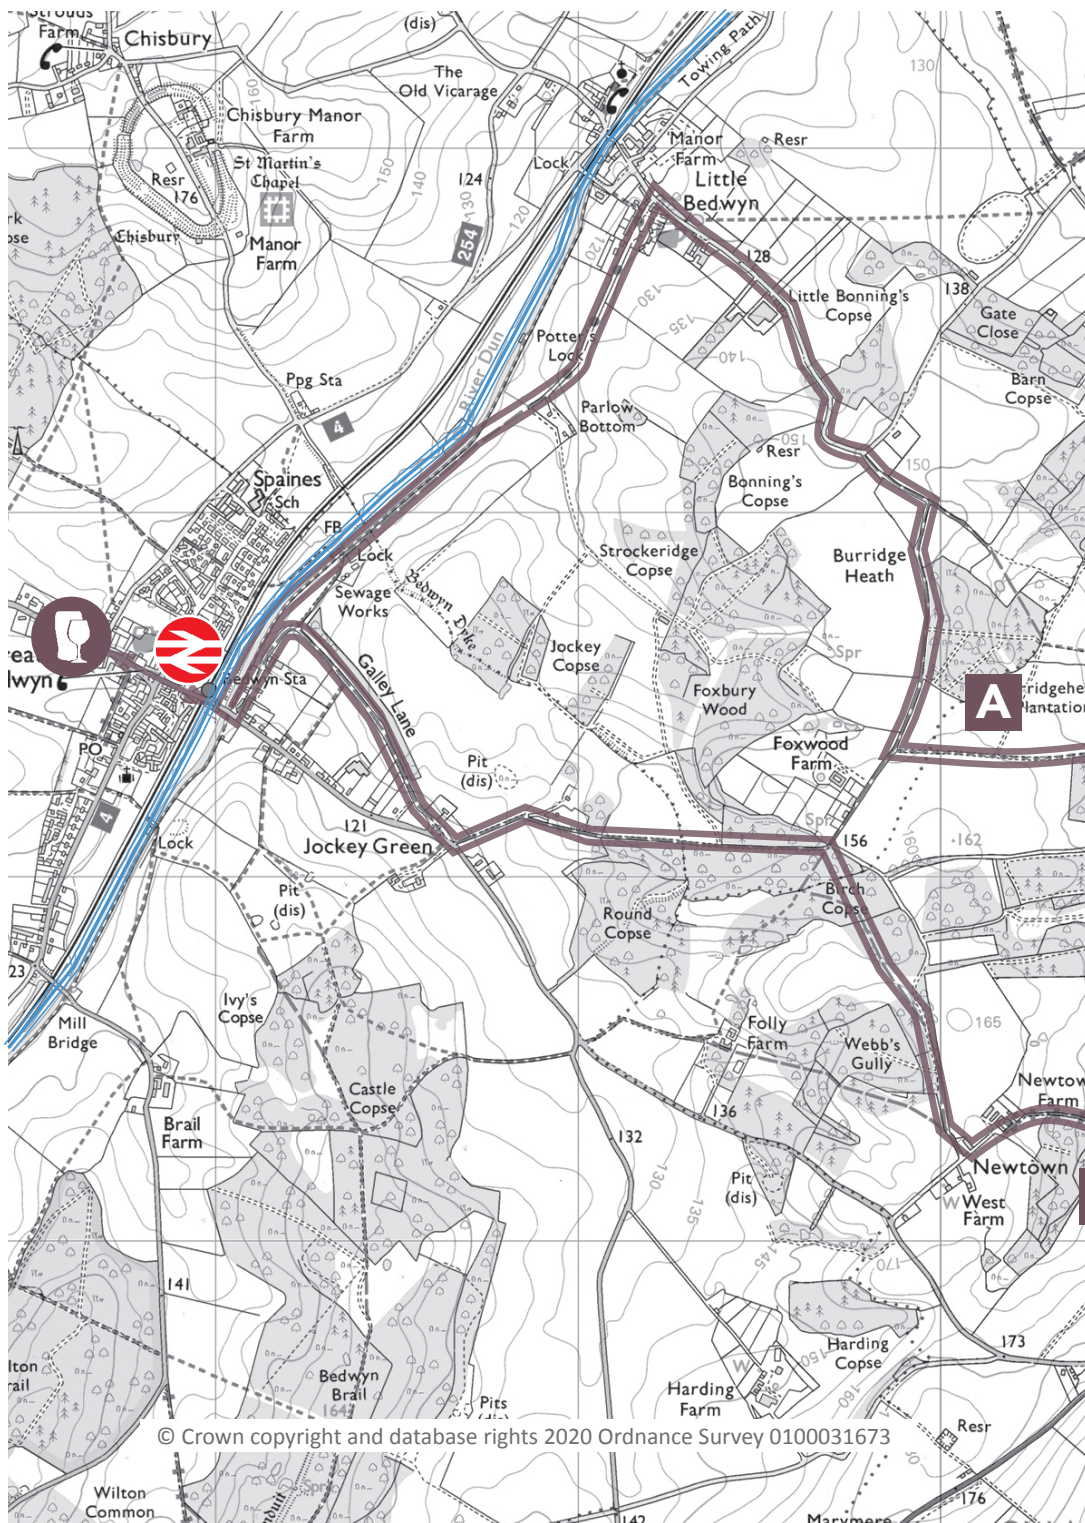 Strouds
Farm
Chisbury
(dis)
The
Old Vicarage
Towing Path
130
160
Chisbury Manor
Farm
Manor
Farm
Resr
St Martin's
Chapel
150
Lock
Resr
176
140
124
130
Little
Bedwyn
120
Chisbury
Manor
Farm
254
120
128
138
130
Little Bonning's
Copse
Gate
Close
135
River Dun
Potter's
Lock
140
Barn
Copse
Ppg Sta
4
Parlow
Bottom
150
Resr
150
Spaines
Sch
Bonning's
Copse
FB
Lock
Strockeridge
Copse
Burridge
Heath
Sewage
Works
Bedwyn Dyke
Jockey
Copse
Spr
Bedwyn Sta
Galley Lane
Foxbury
Wood
A
Plantation
PO
Pit
(dis)
Foxwood
Farm
4
121
Jockey Green
Spr
156
160
162
Lock
Pit
(dis)
Birch
Copse
Round
Copse
23
Mill
Bridge
Ivy's
Copse
Folly
Farm
165
Webb's
Gully
Castle
Copse
Newtown
Farm
136
Brail
Farm
132
Newtown
130
Pit
(dis)
135
W
West
Farm
145
170
141
173
Harding
Copse
150
W
Bedwyn
Brail
164
Harding
Farm
160
Pits
(dis)
Resr
© Crown copyright and database rights 2020 Ordnance Survey 0100031673
Spr
Wilton
Common
176
142
Marymere